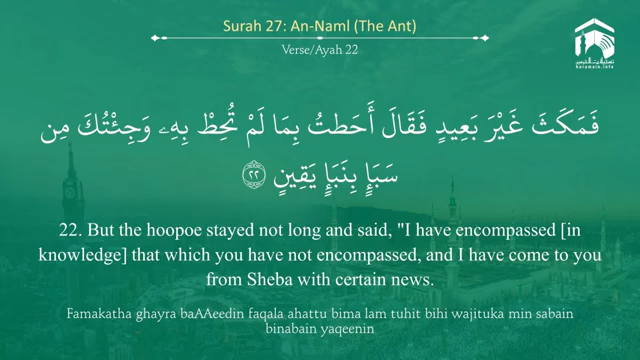 Surah 27: An-Naml (The Ant)
Verse/Ayah 22
haramain.info
فَمَكَثَ غَيْرَ بَعِيدٍ فَقَالَ أَحَطتُ بِمَا لَمْ تُحِطْ بِهِۦ وَجِئْتُكَ مِن
سَبَإٍۭ بِنَبَإٍ يَقِينٍ ٢٢
22. But the hoopoe stayed not long and said, "I have encompassed [in
knowledge] that which you have not encompassed, and I have come to you
from Sheba with certain news.
Famakatha ghayra baAAeedin faqala ahattu bima lam tuhit bihi wajituka min sabain
binabain yaqeenin